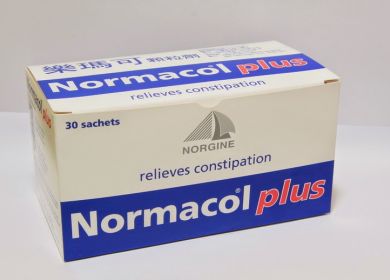 樂瑪可 顆粒劑
Normacol® plus
relieves constipation
30 sachets
NORGINE
relieves constipation
Normacol® plus